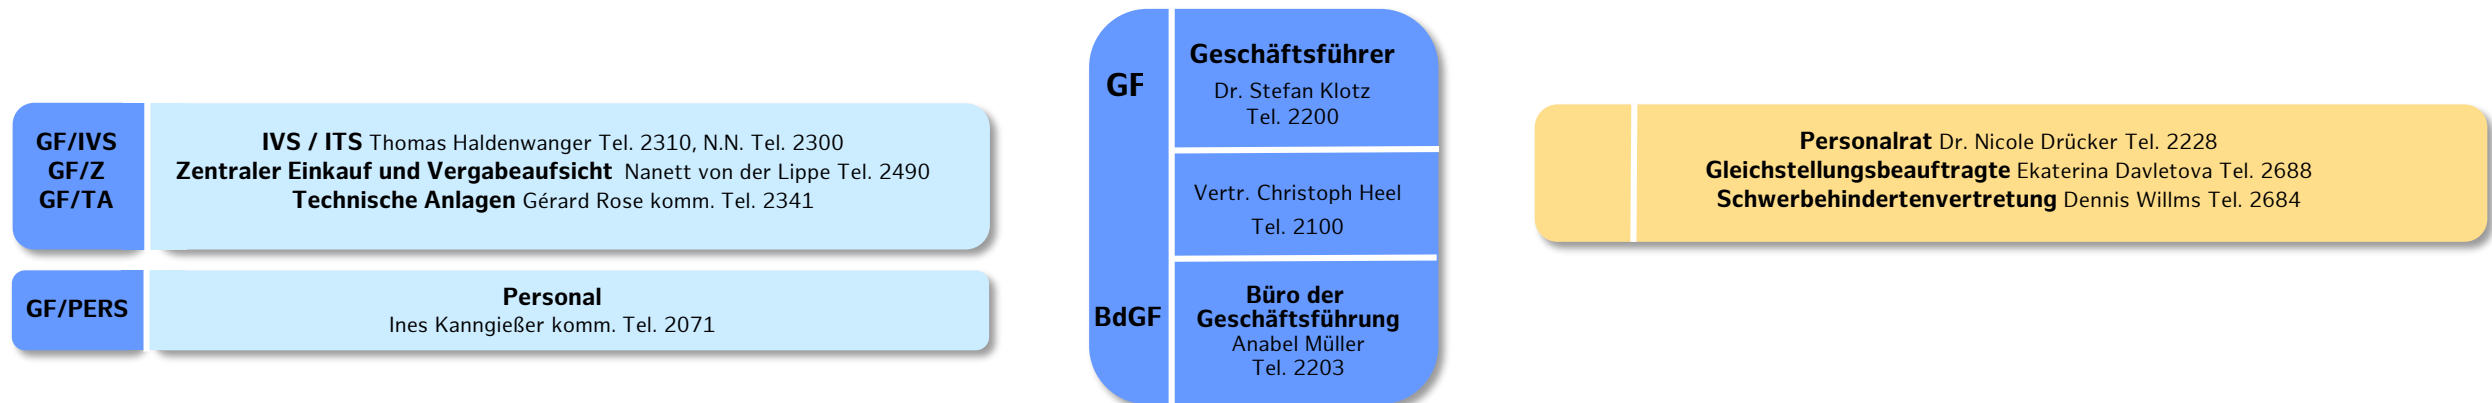 GF/IVS
GF/Z
GF/TA
IVS / ITS Thomas Haldenwanger Tel. 2310, N.N. Tel. 2300
Zentraler Einkauf und Vergabeaufsicht Nanett von der Lippe Tel. 2490
Technische Anlagen Gérard Rose komm. Tel. 2341
GF/PERS
Personal
Ines Kanngießer komm. Tel. 2071
GF
Geschäftsführer
Dr. Stefan Klotz
Tel. 2200
Vertr. Christoph Heel
Tel. 2100
BdGF
Büro der
Geschäftsführung
Anabel Müller
Tel. 2203
Personalrat Dr. Nicole Drücker Tel. 2228
Gleichstellungsbeauftragte Ekaterina Davletova Tel. 2688
Schwerbehindertenvertretung Dennis Willms Tel. 2684